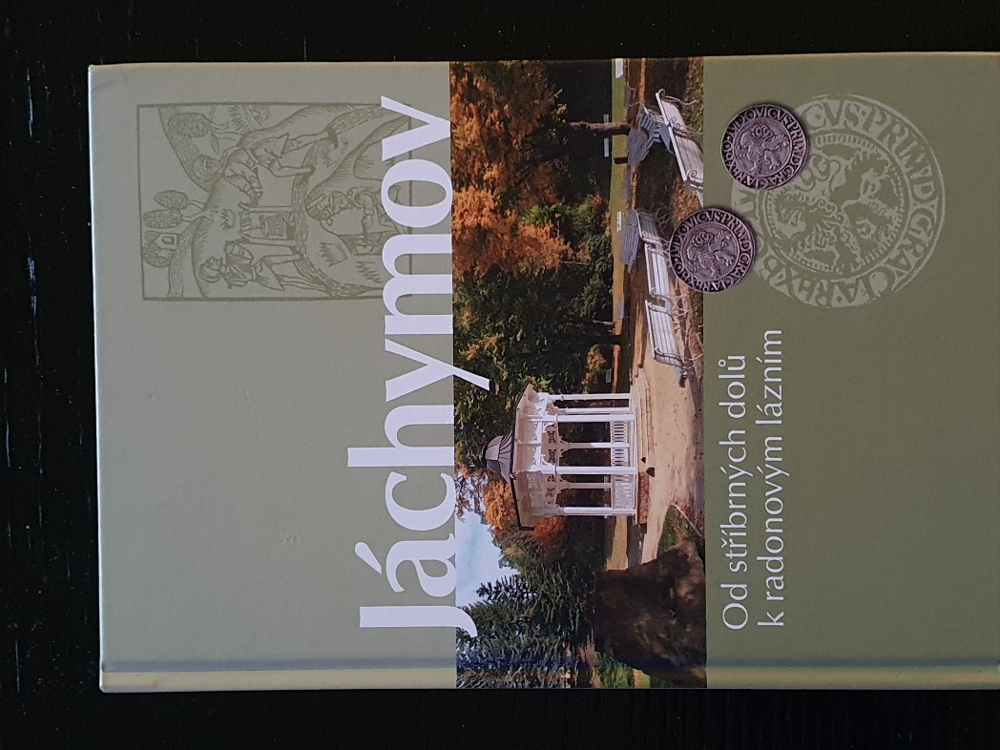 Jáchymov
Od stříbrných dolů
k radonovým lázním